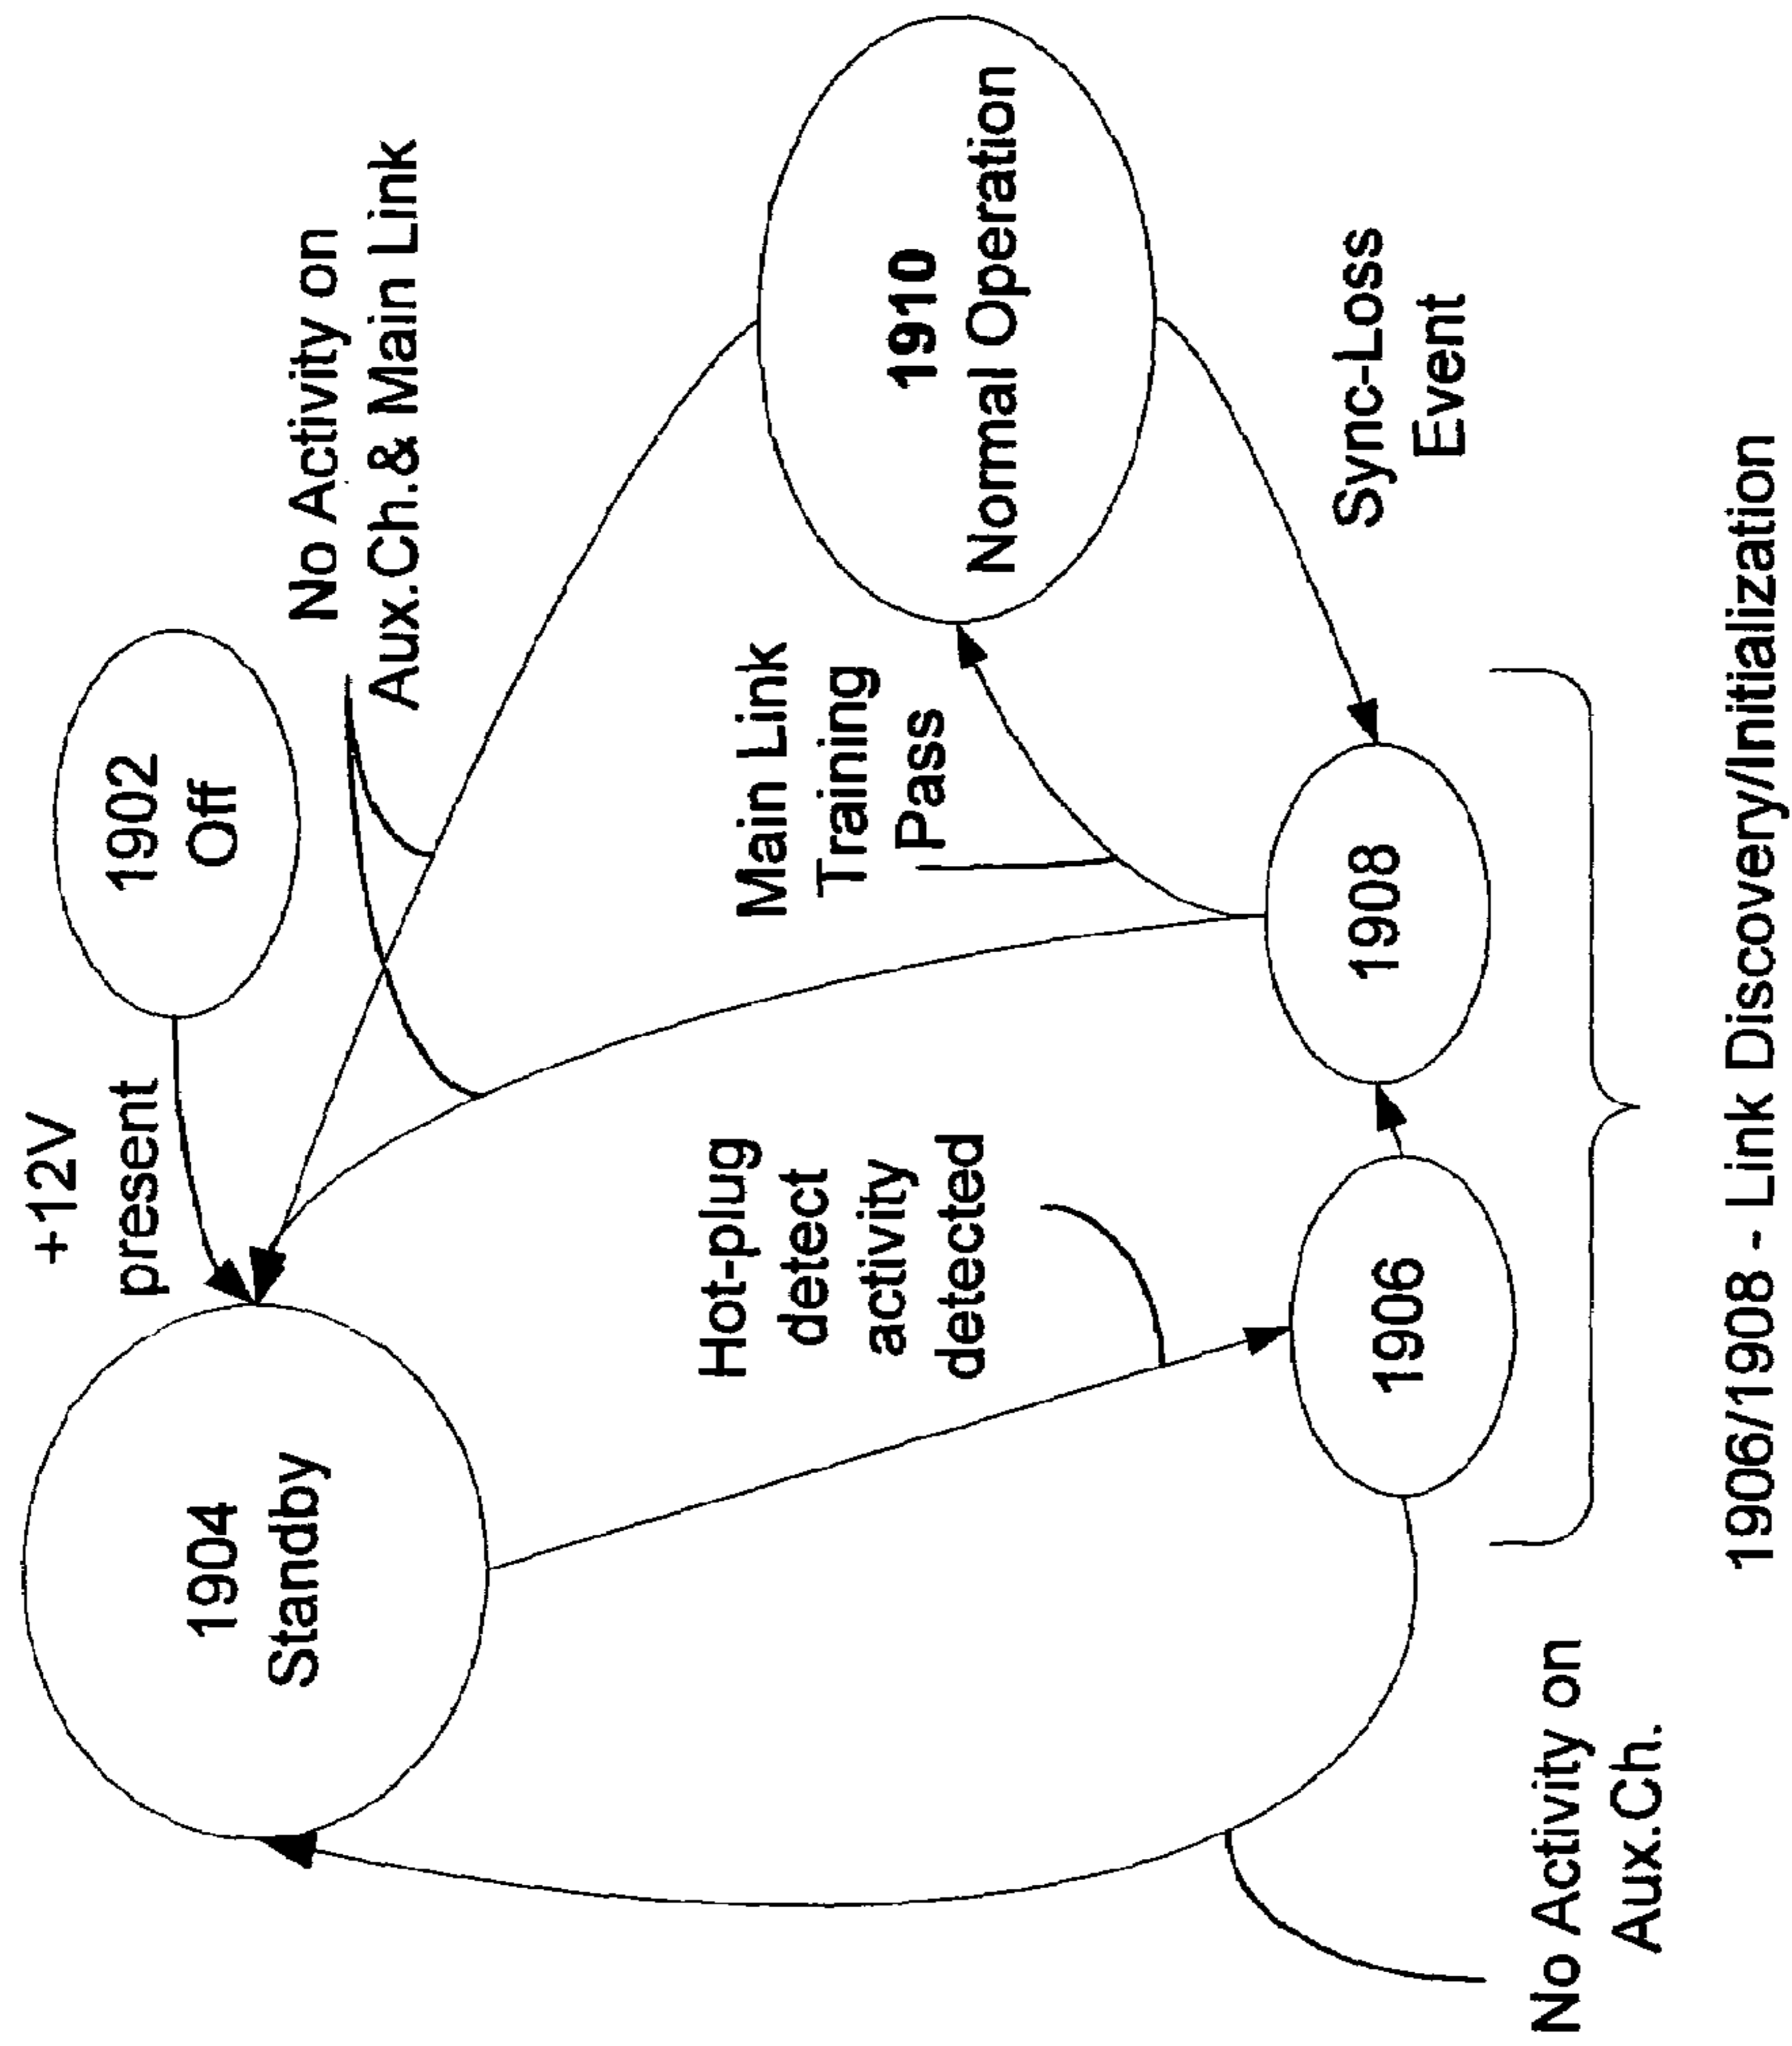 1904
Standby
+12V
present
1902
Off
No Activity on
Aux.Ch.& Main Link
Hot-plug
detect
activity
detected
Main Link
Training
Pass
1910
Normal Operation
1906
1908
Sync-Loss
Event
No Activity on
Aux.Ch.
1906/1908 - Link Discovery/Initialization